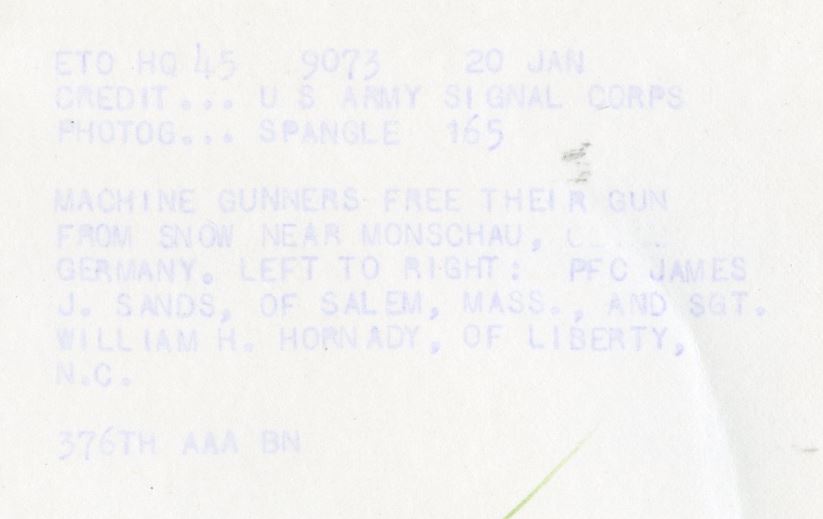 ETO HQ 45 9073 20 JAN
CREDIT... U S ARMY SIGNAL CORPS
PHOTOG... SPANGLE 165
MACHINE GUNNERS FREE THEIR GUN
FROM SNOW NEAR MONSCHAU,
GERMANY. LEFT TO RIGHT: PFC JAMES
J. SANDS, OF SALEM, MASS., AND SGT.
WILLIAM H. HORNADY, OF LIBERTY,
N.C.
376TH AAA BN